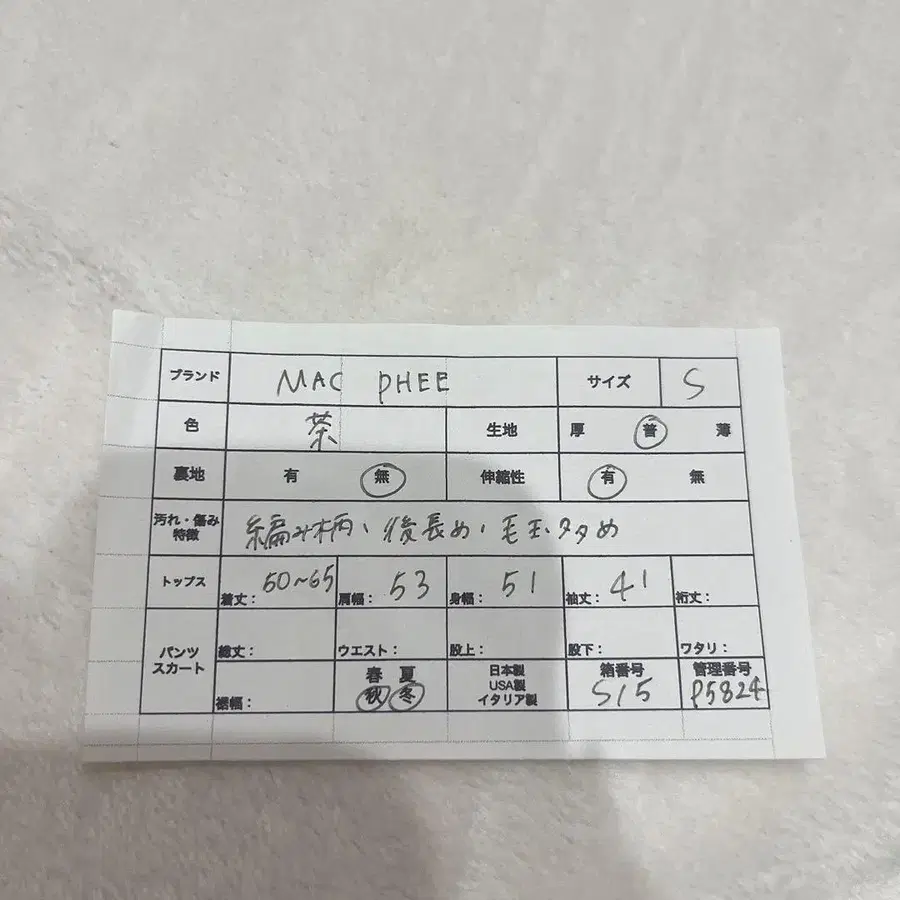 ブランド MAC PHEE サイズ S
色 茶 生地 厚 普 薄
裏地 有 無 伸縮性 有 無
汚れ・傷み
特徴 編み柄、後長め、毛玉多め
トップス 着丈: 50~65 肩幅: 53 身幅: 51 袖丈: 41 裄丈:
パンツ
スカート 総丈: ウエスト: 股上: 股下: ワタリ:
裾幅: 春 夏
秋 冬
日本製
USA製
イタリア製
箱番号
S15
管理番号
P5824